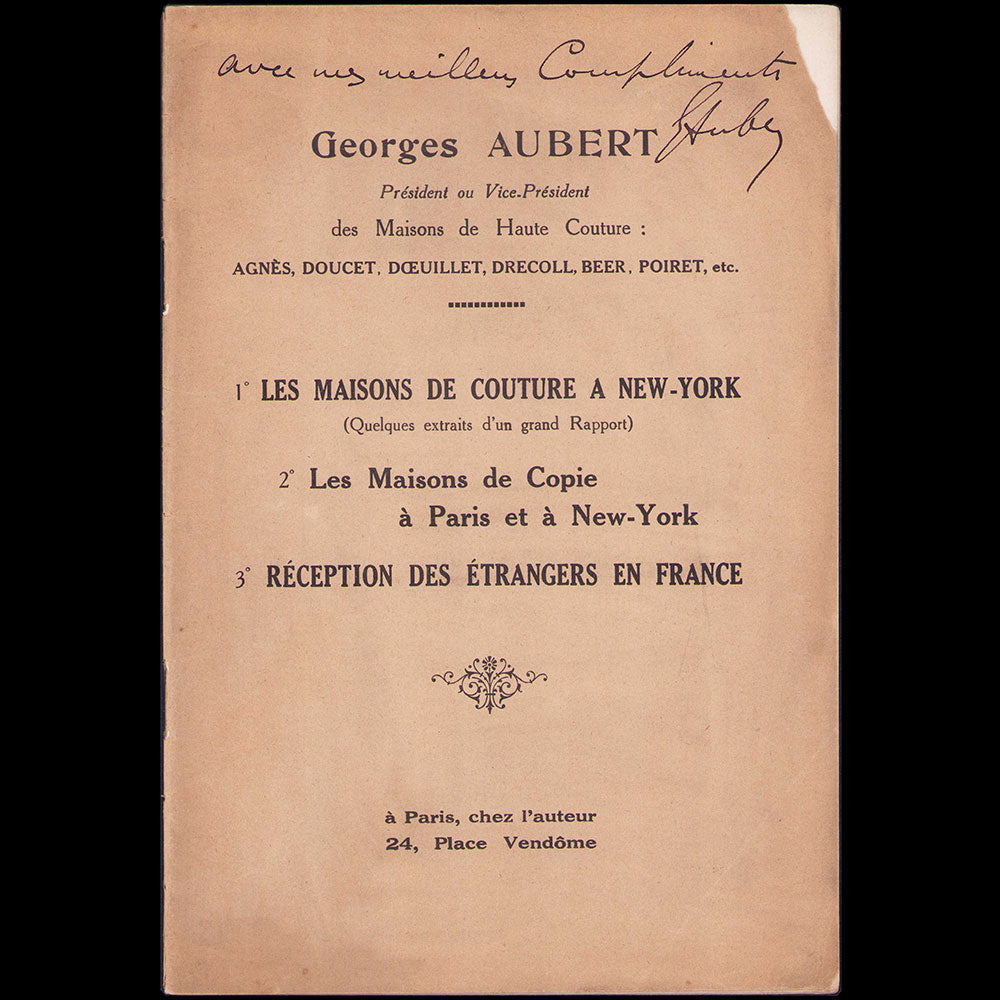 avec mes meilleurs Compliments
GAubert
Georges AUBERT
Président ou Vice-Président
des Maisons de Haute Couture :
AGNÈS, DOUCET, DŒUILLET, DRECOLL, BEER, POIRET, etc.
1° LES MAISONS DE COUTURE A NEW-YORK
(Quelques extraits d'un grand Rapport)
2° Les Maisons de Copie
à Paris et à New-York
3° RÉCEPTION DES ÉTRANGERS EN FRANCE
à Paris, chez l'auteur
24, Place Vendôme